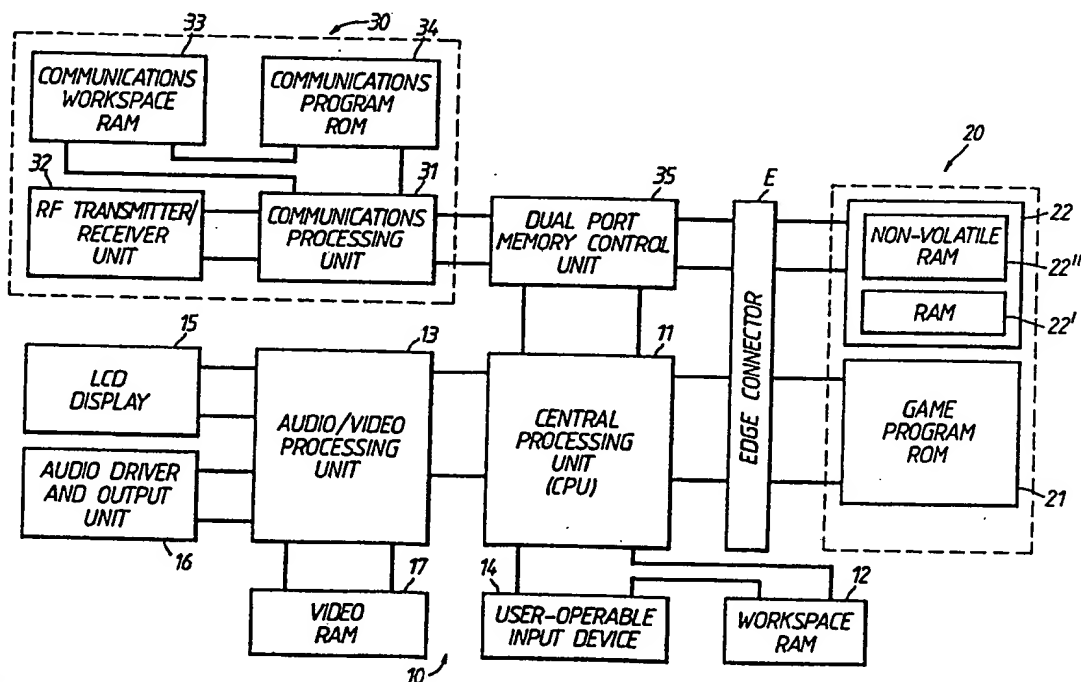 33
30
34
COMMUNICATIONS
WORKSPACE
RAM
COMMUNICATIONS
PROGRAM
ROM
32
RF TRANSMITTER/
RECEIVER
UNIT
31
COMMUNICATIONS
PROCESSING
UNIT
35
DUAL PORT
MEMORY CONTROL
UNIT
E
EDGE CONNECTOR
20
22
NON-VOLATILE
RAM
22"
RAM
22'
GAME
PROGRAM
ROM
21
15
LCD
DISPLAY
13
AUDIO/VIDEO
PROCESSING
UNIT
11
CENTRAL
PROCESSING
UNIT
(CPU)
AUDIO DRIVER
AND OUTPUT
UNIT
16
17
VIDEO
RAM
14
USER-OPERABLE
INPUT DEVICE
12
WORKSPACE
RAM
10